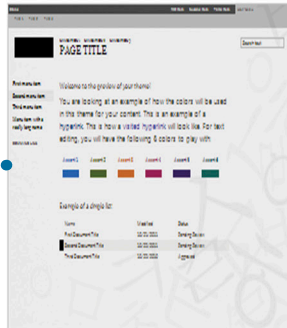 PAGE TITLE
Search text
First menu item
Second menu item
Third menu item
Menu item with a
really long name
Welcome to the preview of your theme!
You are looking at an example of how the colors will be used
in this theme for your content. This is an example of a
hyperlink. This is how a visited hyperlink will look like. For text
editing, you will have the following 6 colors to play with
Accent 1 Accent 2 Accent 3 Accent 4 Accent 5 Accent 6
Example of a simple list
Name Modified Status
First Document Title Pending Review
Second Document Title Pending Review
Third Document Title Approved